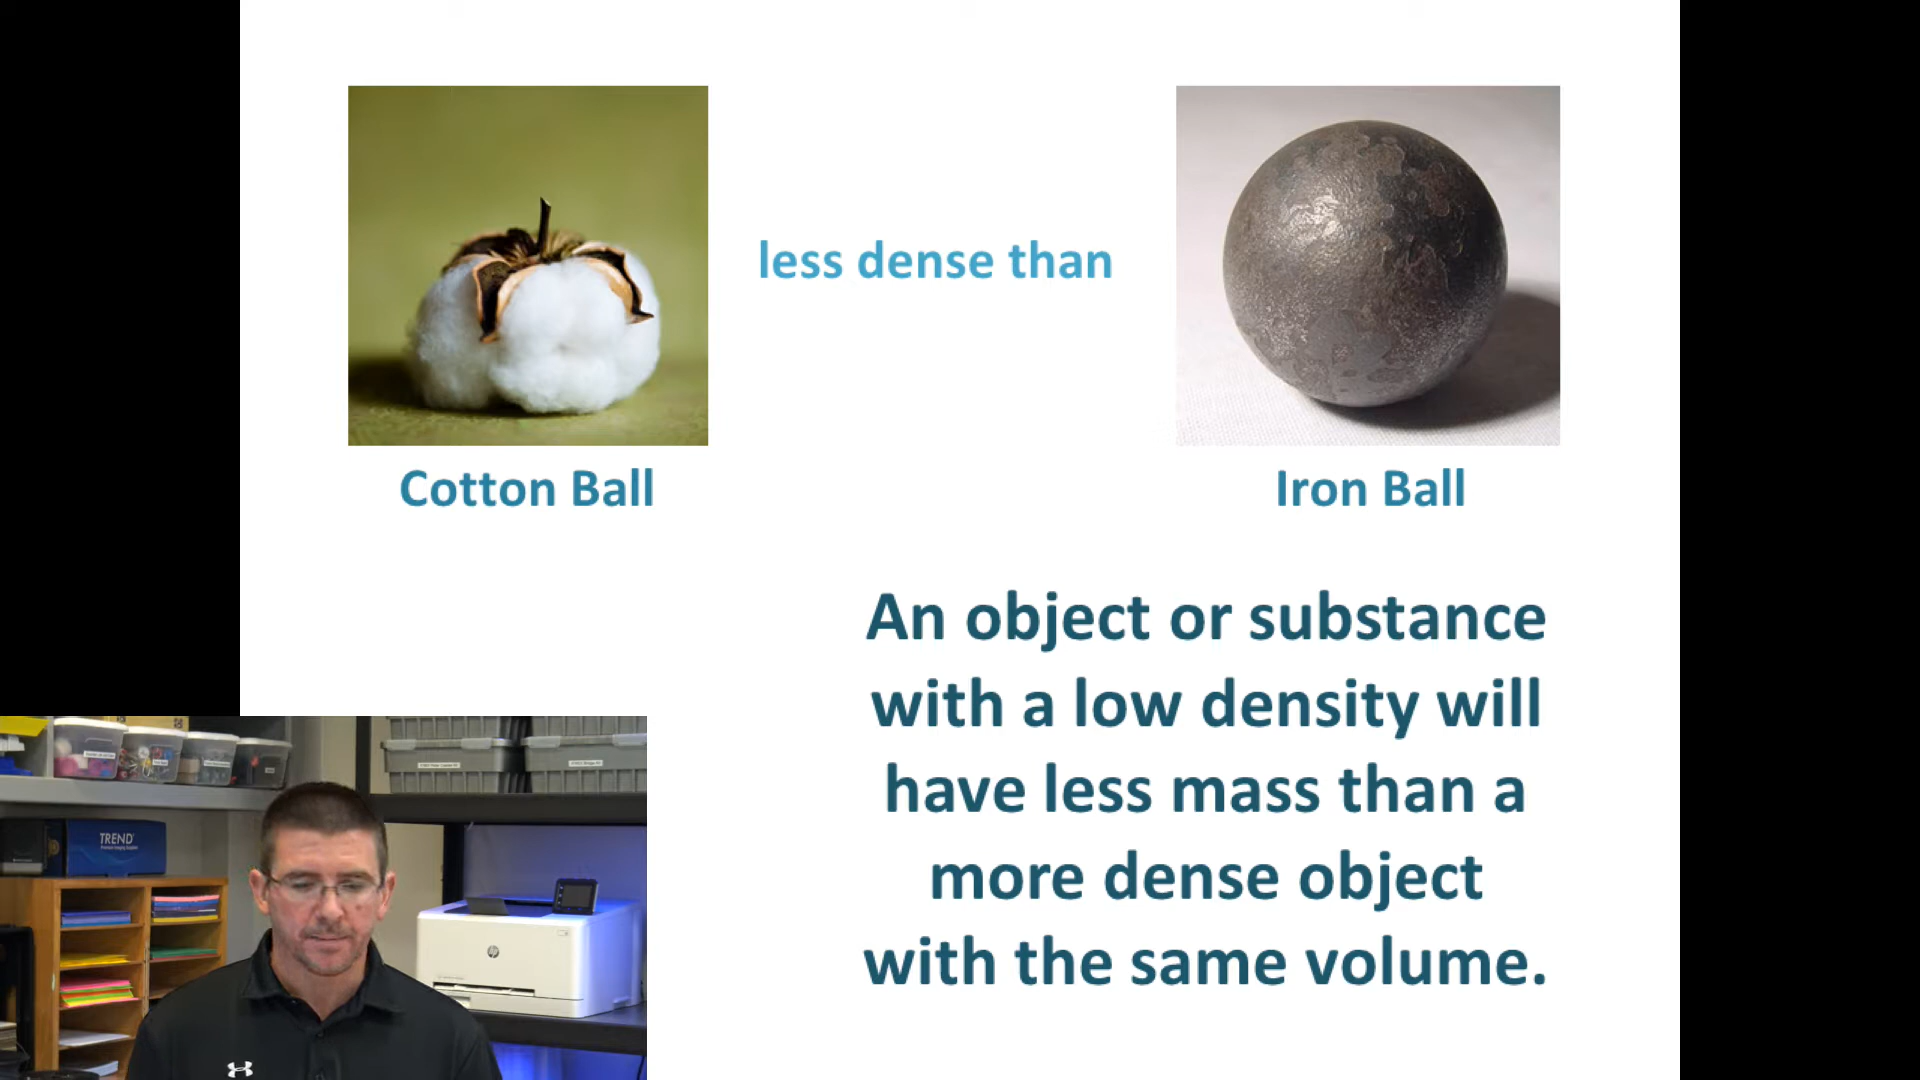 less dense than
Cotton Ball
Iron Ball
An object or substance
with a low density will
have less mass than a
more dense object
with the same volume.
TREND
hp